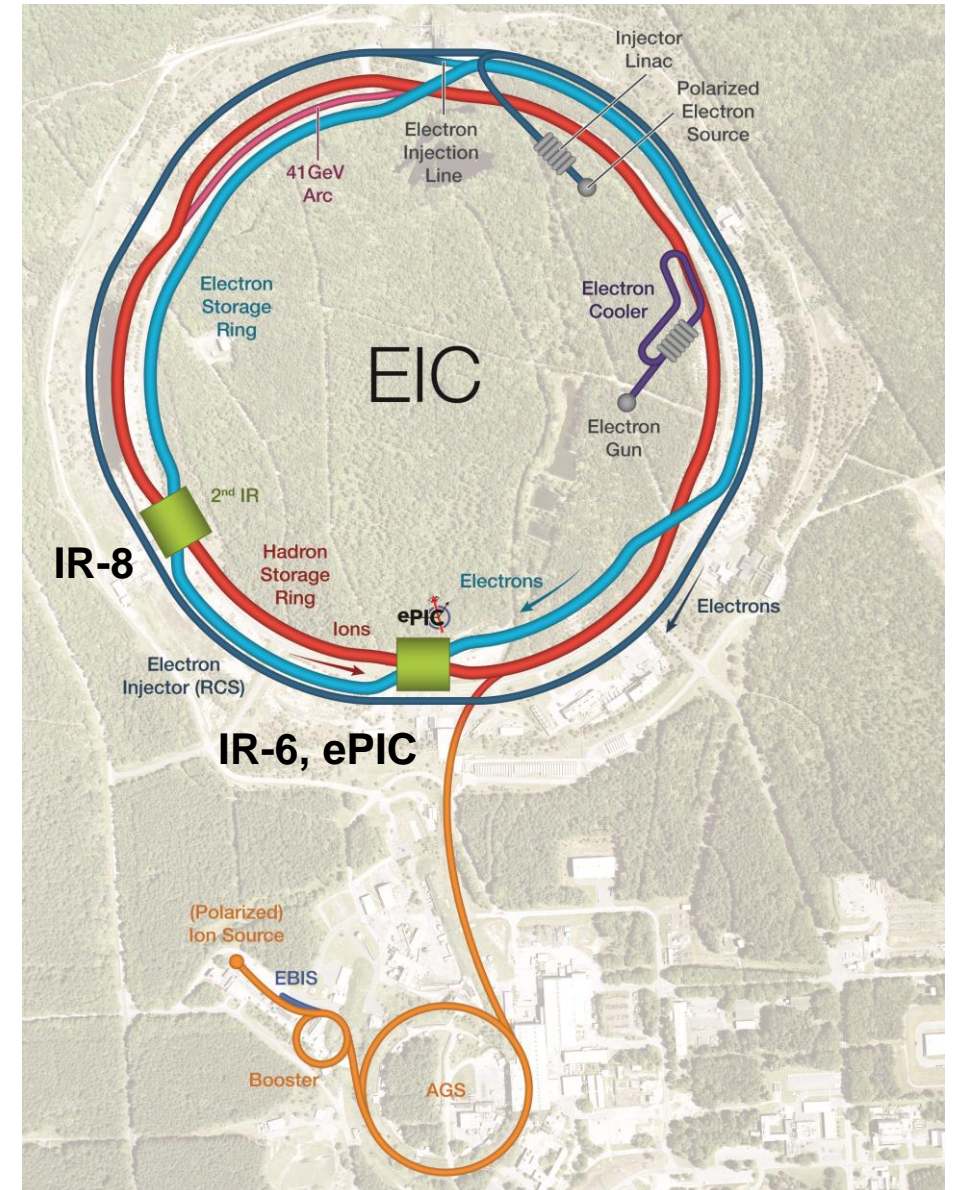 Injector
Linac
Polarized
Electron
Source
Electron
Injection
Line
41GeV
Arc
Electron
Storage
Ring
Electron
Cooler
EIC
Electron
Gun
2nd IR
IR-8
Hadron
Storage
Ring
Electrons
ePIC
Electrons
Ions
Electron
Injector (RCS)
IR-6, ePIC
(Polarized)
Ion Source
EBIS
Booster
AGS